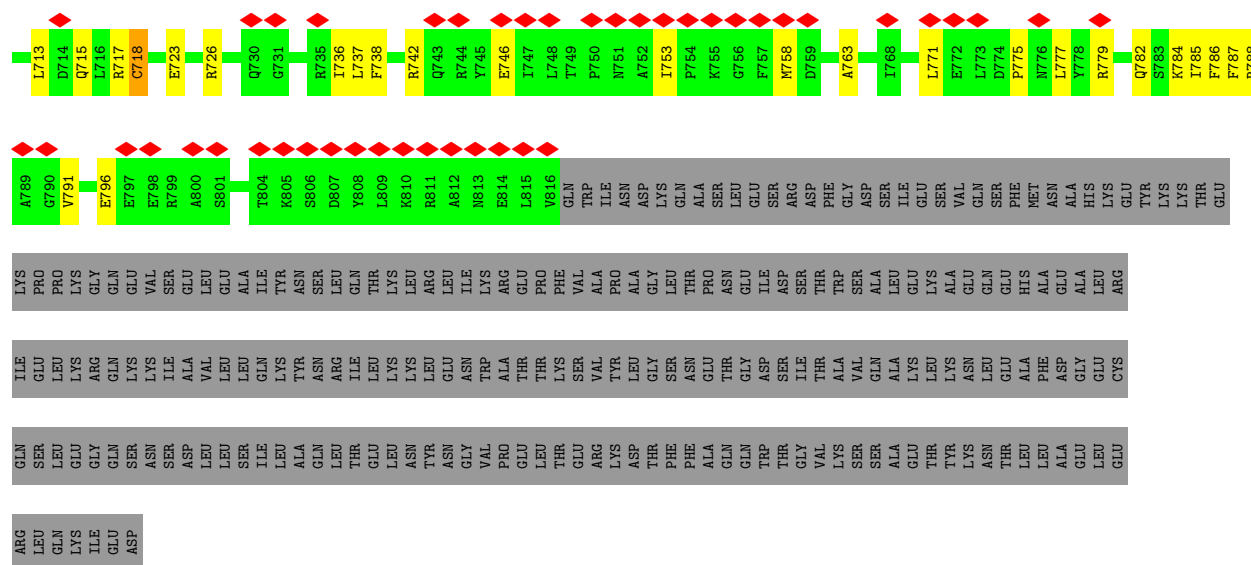 L713 D714 Q715 L716 R717 C718 E723 R726 Q730 G731 R735 I736 L737 F738 R742 Q743 R744 Y745 E746 I747 L748 T749 P750 N751 A752 I753 P754 K755 G756 F757 M758 D759 A763 I768 L771 E772 L773 D774 P775 N776 L777 Y778 R779 Q782 S783 K784 I785 F786 F787
A789 G790 V791 E796 E797 E798 R799 A800 S801 T804 K805 S806 D807 Y808 L809 K810 R811 A812 N813 E814 L815 V816 GLN TRP ILE ASN ASP LYS GLN ALA SER LEU GLU SER ARG ASP PHE GLY ASP SER ILE GLU SER VAL GLN SER PHE MET ASN ALA HIS LYS GLU TYR LYS LYS THR GLU
LYS PRO PRO LYS GLY GLN GLU VAL SER GLU LEU GLU ALA ILE TYR ASN SER LEU GLN THR LYS LEU ARG LEU ILE LYS ARG GLU PRO PHE VAL ALA PRO ALA GLY LEU THR PRO ASN GLU ILE ASP SER THR TRP SER ALA LEU GLU LYS ALA GLU GLN GLU HIS ALA GLU ALA LEU ARG
ILE GLU LEU LYS ARG GLN LYS LYS ILE ALA VAL LEU LEU GLN LYS TYR ASN ARG ILE LEU LYS LYS LEU GLU ASN TRP ALA THR THR LYS SER VAL TYR LEU GLY SER ASN GLU THR GLY ASP SER ILE THR ALA VAL GLN ALA LYS LEU LYS ASN LEU GLU ALA PHE ASP GLY GLU CYS
GLN SER LEU GLU GLY GLN SER ASN SER ASP LEU LEU SER ILE LEU ALA GLN LEU THR GLU LEU ASN TYR ASN GLY VAL PRO GLU LEU THR GLU ARG LYS ASP THR PHE PHE ALA GLN GLN TRP THR GLY VAL LYS SER SER ALA GLU THR TYR LYS ASN THR LEU LEU ALA GLU LEU GLU
ARG LEU GLN LYS ILE GLU ASP